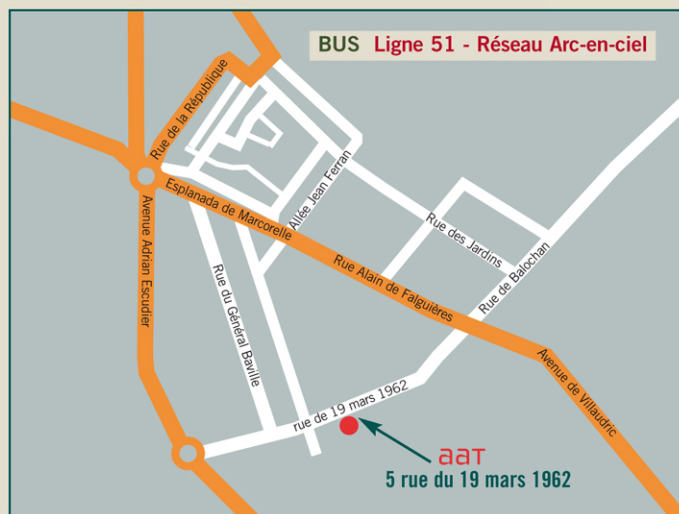 BUS Ligne 51 - Réseau Arc-en-ciel
Rue de la République
Allée Jean Ferran
Esplanada de Marcorelle
Avenue Adrian Escudier
Rue des Jardins
Rue de Balochan
Rue Alain de Falguières
Rue du Général Baville
Avenue de Villaudric
rue de 19 mars 1962
aaT
5 rue du 19 mars 1962